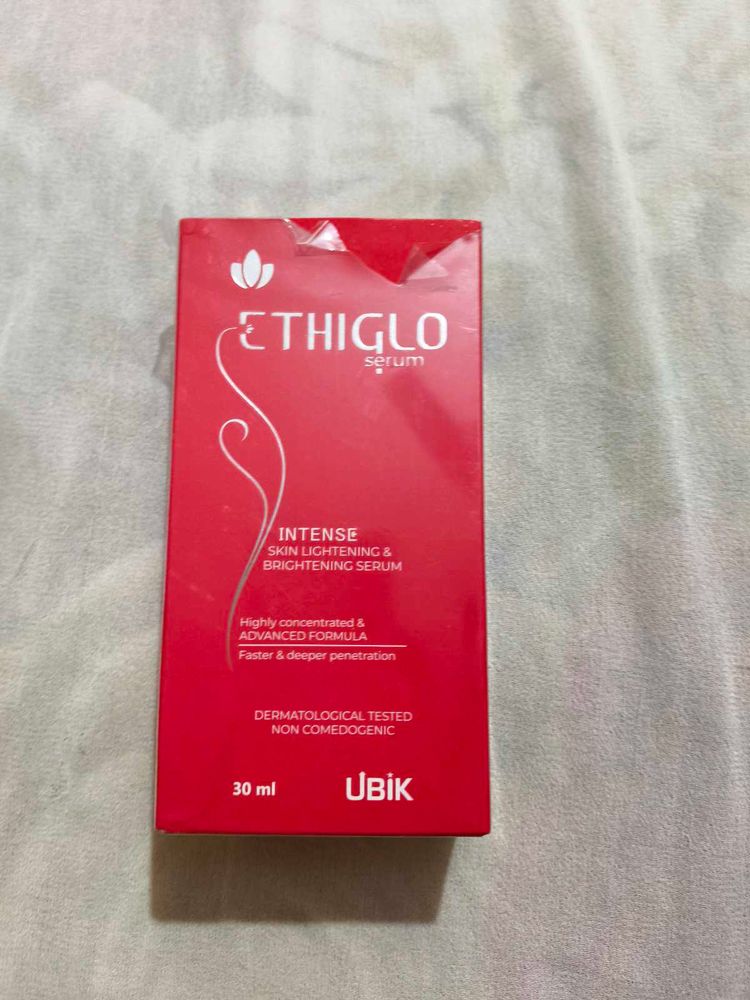 ETHIGLO
serum
INTENSE
SKIN LIGHTENING &
BRIGHTENING SERUM
Highly concentrated &
ADVANCED FORMULA
Faster & deeper penetration
DERMATOLOGICAL TESTED
NON COMEDOGENIC
30 ml UBIK